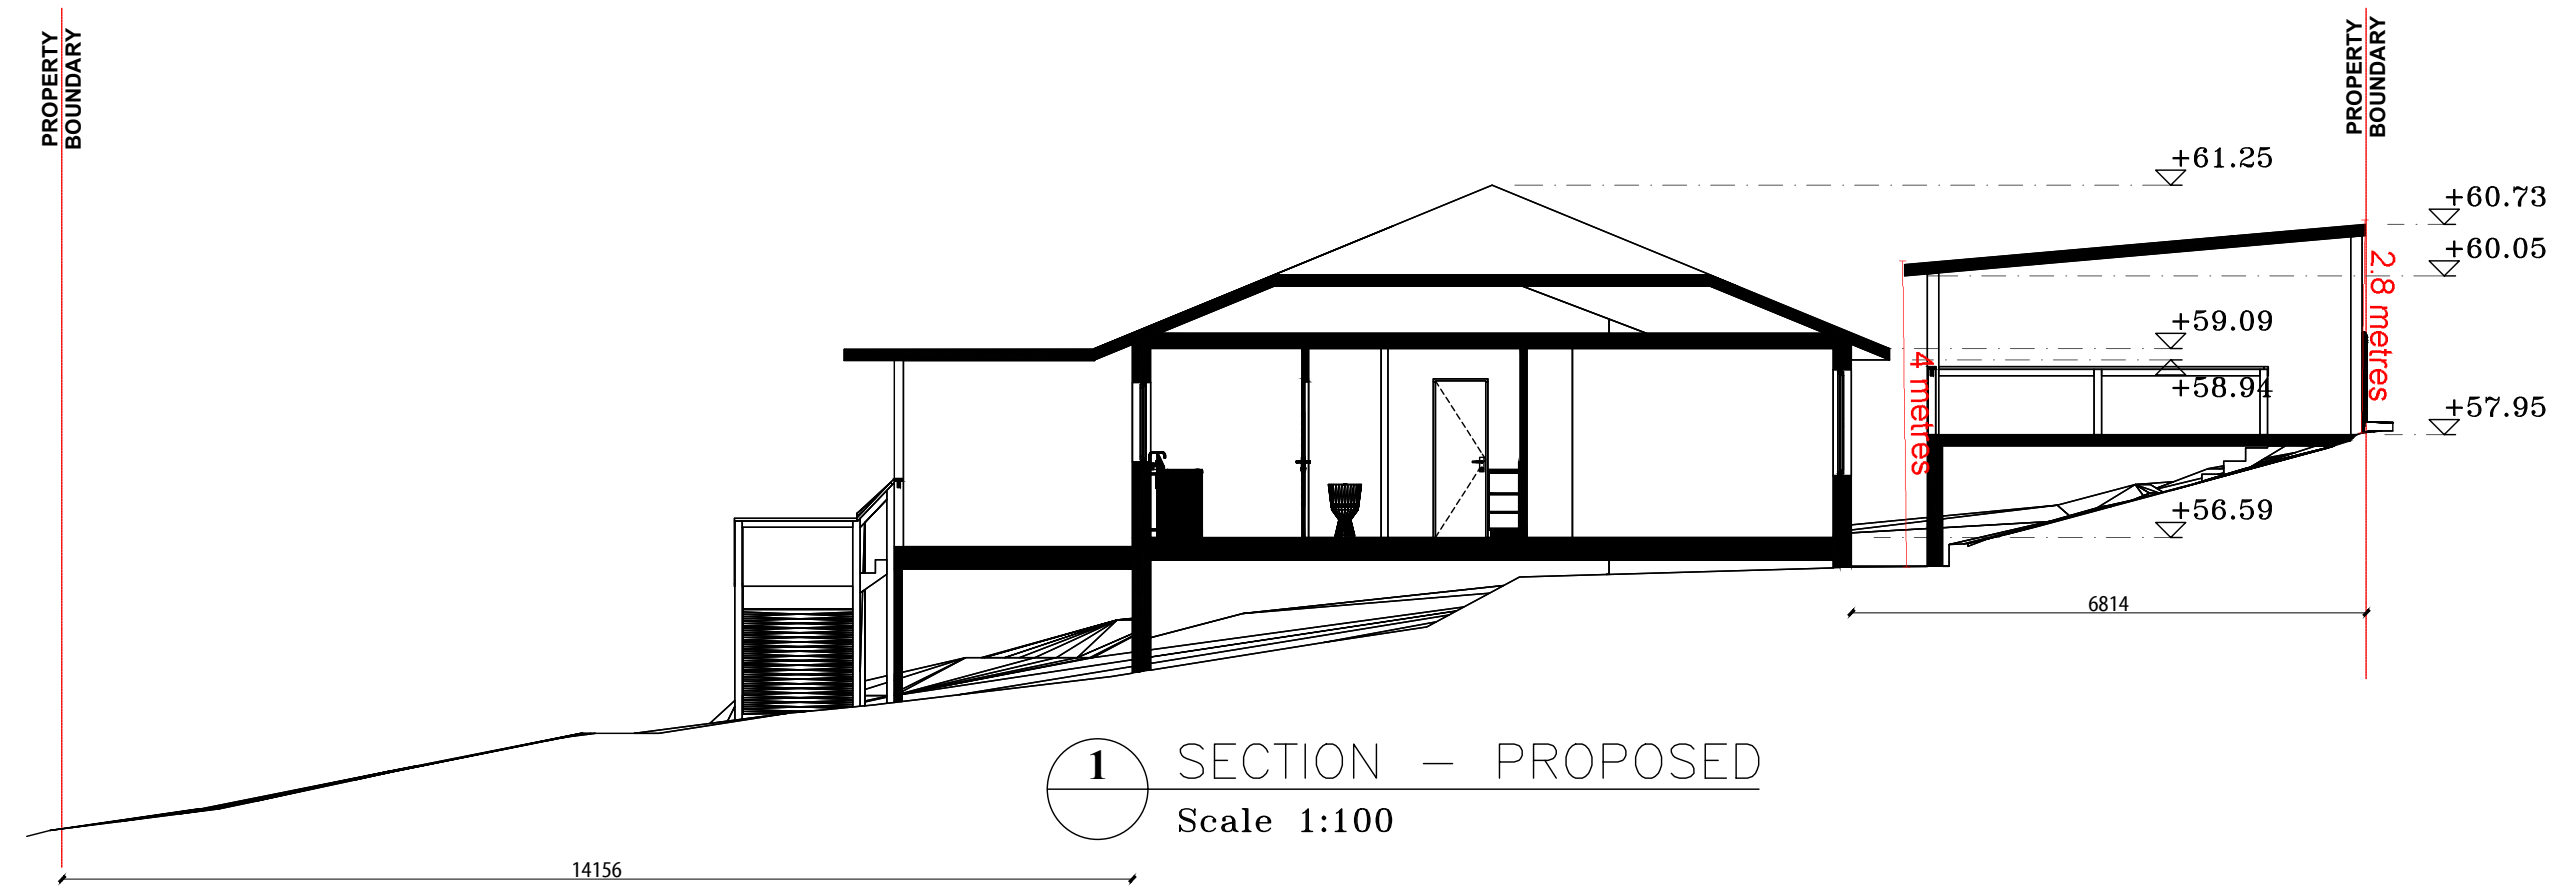 PROPERTY
BOUNDARY
PROPERTY
BOUNDARY
+61.25
+60.73
+60.05
2.8 metres
+59.09
4 metres
+58.94
+57.95
+56.59
6814
1 SECTION – PROPOSED
Scale 1:100
14156